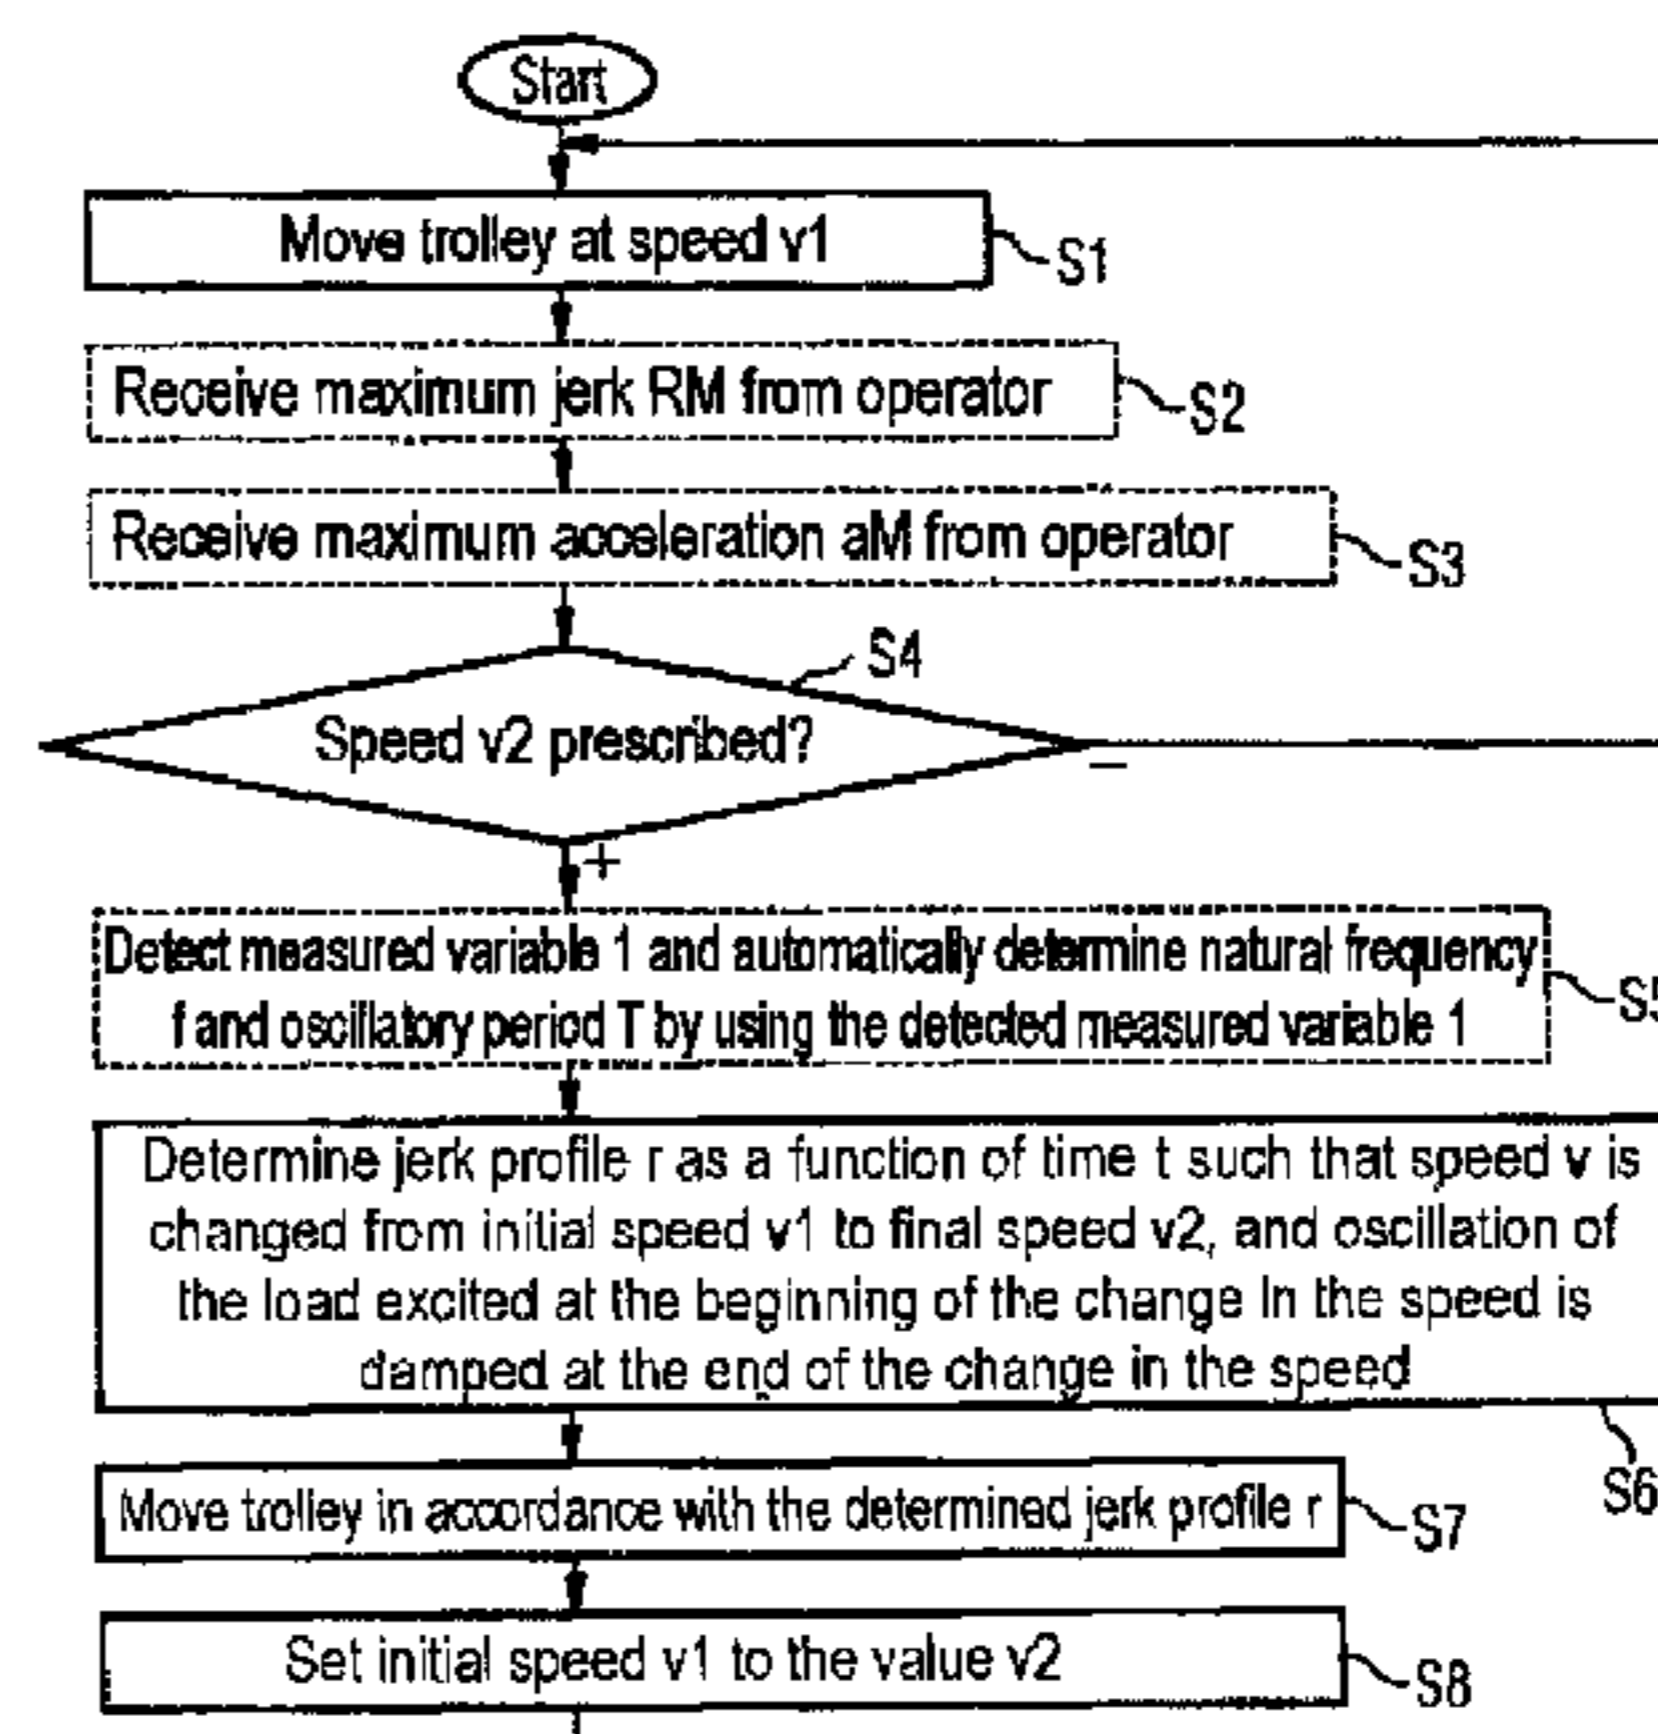 Start
Move trolley at speed v1
S1
Receive maximum jerk RM from operator
S2
Receive maximum acceleration aM from operator
S3
S4
Speed v2 prescribed?
–
+
Detect measured variable 1 and automatically determine natural frequency
f and oscillatory period T by using the detected measured variable 1
S5
Determine jerk profile r as a function of time t such that speed v is
changed from initial speed v1 to final speed v2, and oscillation of
the load excited at the beginning of the change in the speed is
damped at the end of the change in the speed
S6
Move trolley in accordance with the determined jerk profile r
S7
Set initial speed v1 to the value v2
S8